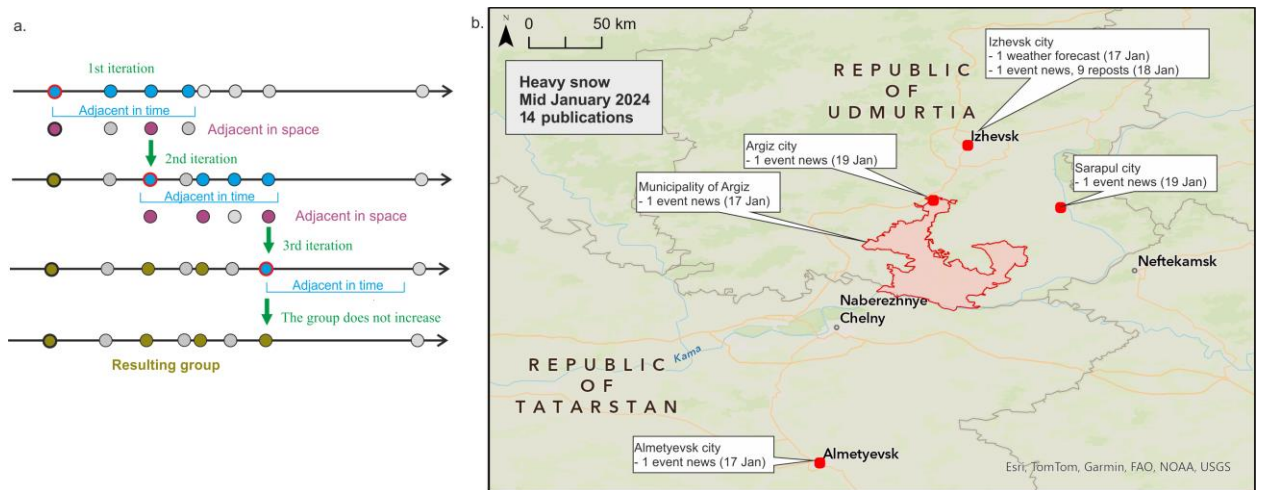 a.
1st iteration
Adjacent in time
Adjacent in space
2nd iteration
Adjacent in time
Adjacent in space
3rd iteration
Adjacent in time
The group does not increase
Resulting group
b.
N
0 50 km
Heavy snow
Mid January 2024
14 publications
REPUBLIC
OF
UDMURTIA
Izhevsk city
- 1 weather forecast (17 Jan)
- 1 event news, 9 reposts (18 Jan)
Izhevsk
Argiz city
- 1 event news (19 Jan)
Sarapul city
- 1 event news (19 Jan)
Municipality of Argiz
- 1 event news (17 Jan)
Neftekamsk
Naberezhnye
Chelny
Kama
REPUBLIC
OF
TATARSTAN
Almetyevsk city
- 1 event news (17 Jan)
Almetyevsk
Esri, TomTom, Garmin, FAO, NOAA, USGS